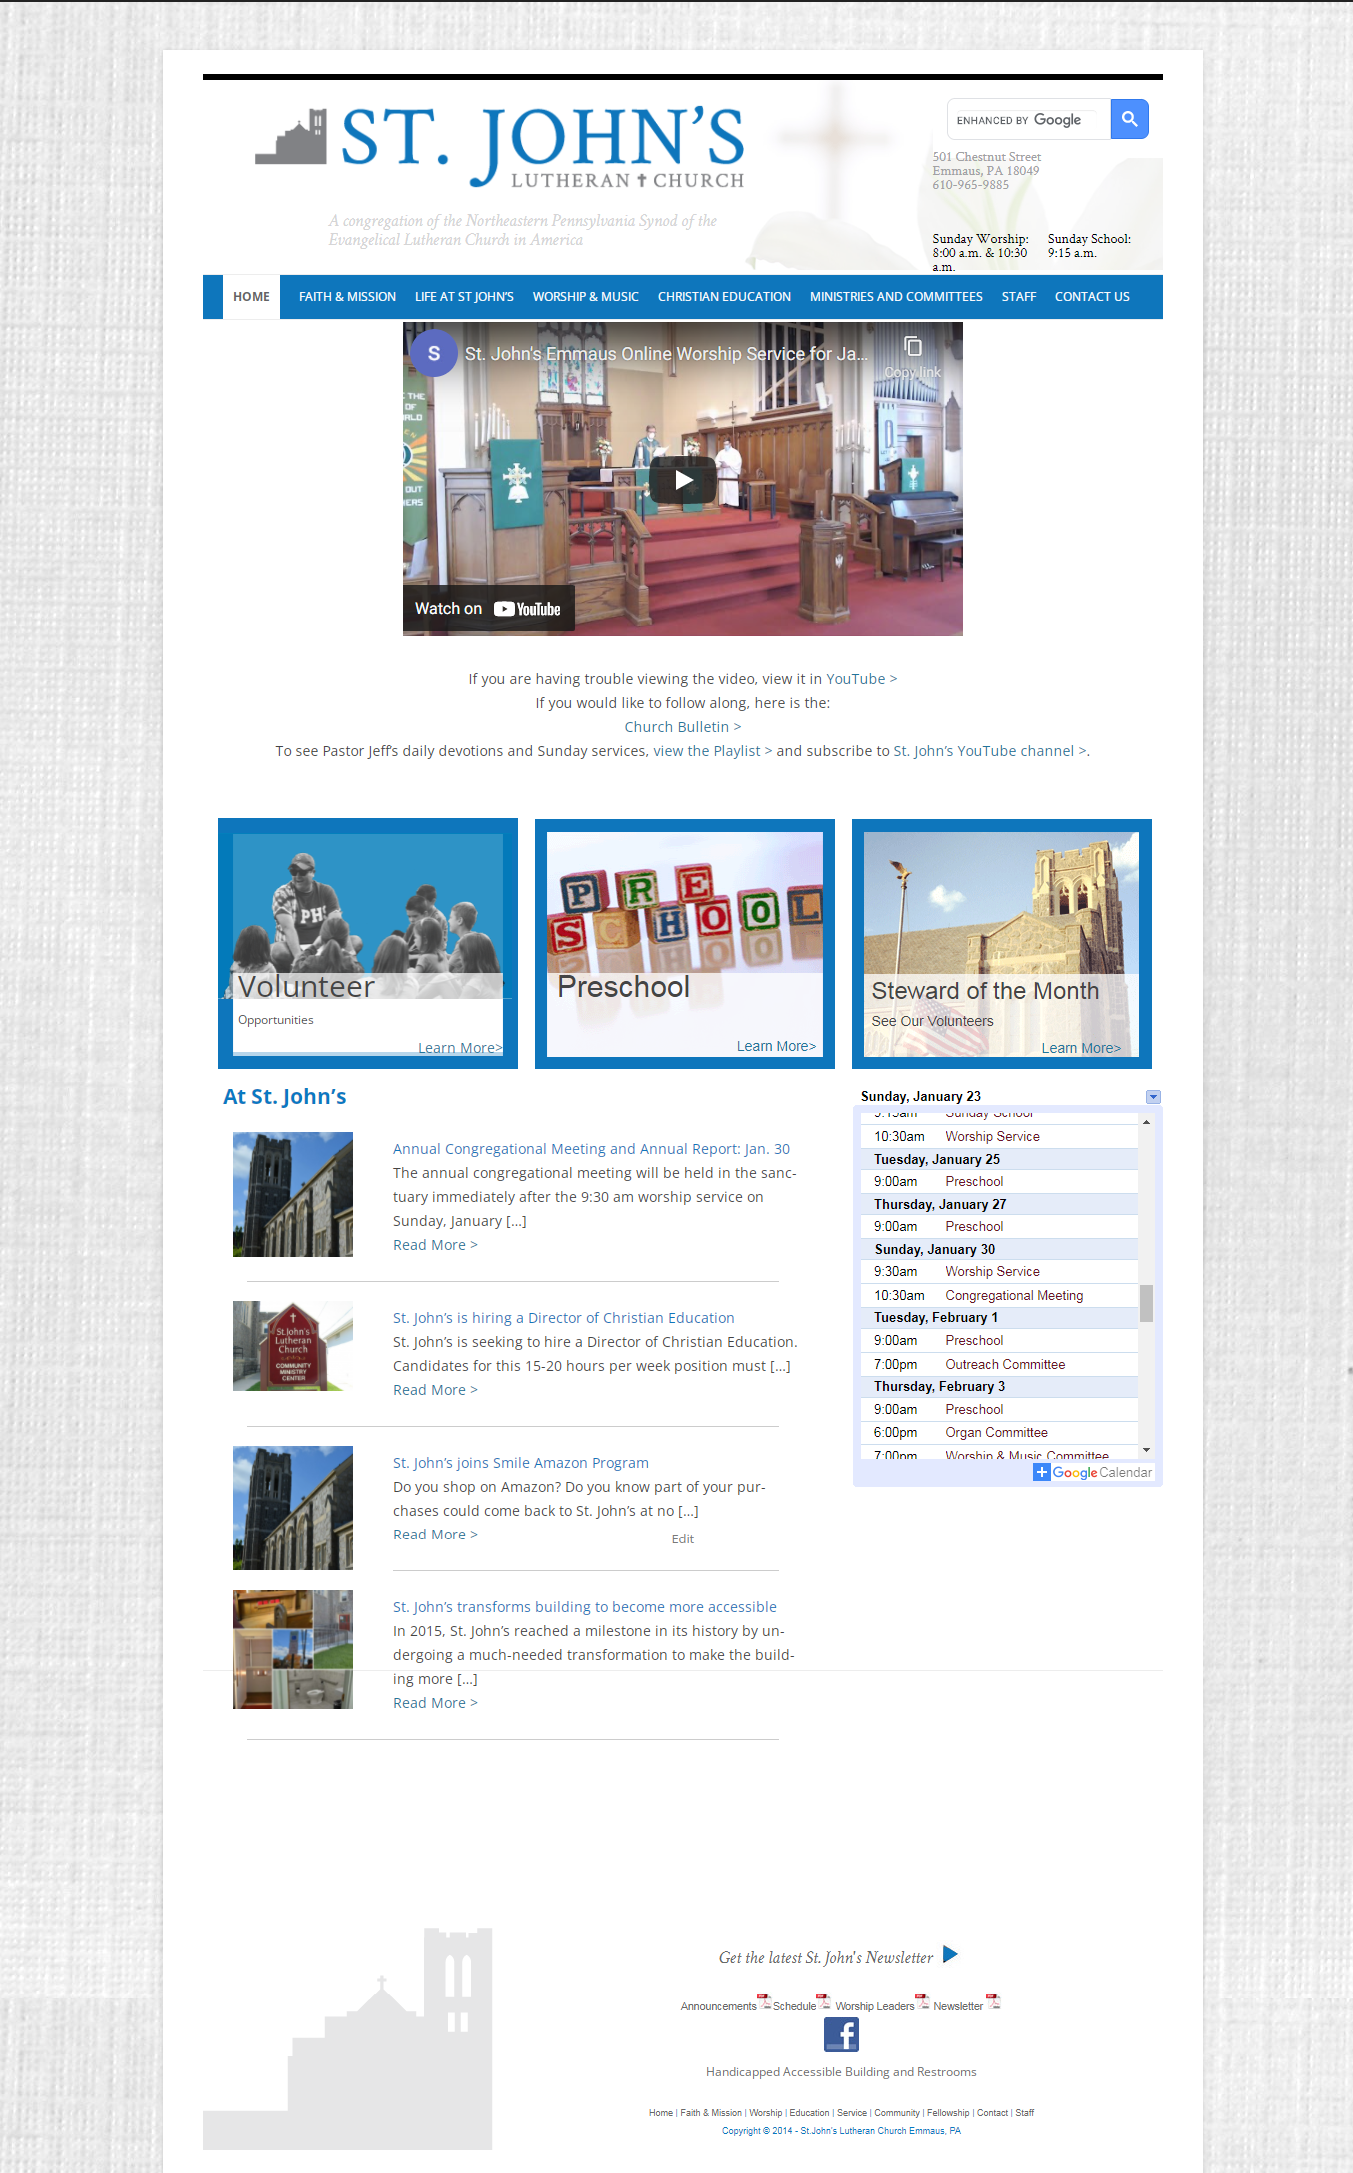 ST. JOHN'S
LUTHERAN CHURCH
A congregation of the Northeastern Pennsylvania Synod of the
Evangelical Lutheran Church in America
ENHANCED BY Google
501 Chestnut Street
Emmaus, PA 18049
610-965-9885
Sunday Worship:
8:00 a.m. & 10:30
a.m.
Sunday School:
9:15 a.m.
HOME FAITH & MISSION LIFE AT ST JOHN'S WORSHIP & MUSIC CHRISTIAN EDUCATION MINISTRIES AND COMMITTEES STAFF CONTACT US
S St. John's Emmaus Online Worship Service for Ja...
Copy link
Watch on YouTube
If you are having trouble viewing the video, view it in YouTube >
If you would like to follow along, here is the:
Church Bulletin >
To see Pastor Jeff's daily devotions and Sunday services, view the Playlist > and subscribe to St. John's YouTube channel >.
PH
Volunteer
Opportunities
Learn More>
PRE
SCHOOL
Preschool
Learn More>
Steward of the Month
See Our Volunteers
Learn More>
At St. John's
Annual Congregational Meeting and Annual Report: Jan. 30
The annual congregational meeting will be held in the sanc-
tuary immediately after the 9:30 am worship service on
Sunday, January [...]
Read More >
St. John's
Lutheran
Church
COMMUNITY
MINISTRY
CENTER
St. John's is hiring a Director of Christian Education
St. John's is seeking to hire a Director of Christian Education.
Candidates for this 15-20 hours per week position must [...]
Read More >
St. John's joins Smile Amazon Program
Do you shop on Amazon? Do you know part of your pur-
chases could come back to St. John's at no [...]
Read More >
Edit
St. John's transforms building to become more accessible
In 2015, St. John's reached a milestone in its history by un-
dergoing a much-needed transformation to make the build-
ing more [...]
Read More >
Sunday, January 23
9:15am Sunday School
10:30am Worship Service
Tuesday, January 25
9:00am Preschool
Thursday, January 27
9:00am Preschool
Sunday, January 30
9:30am Worship Service
10:30am Congregational Meeting
Tuesday, February 1
9:00am Preschool
7:00pm Outreach Committee
Thursday, February 3
9:00am Preschool
6:00pm Organ Committee
7:00pm Worship & Music Committee
Google Calendar
Get the latest St. John's Newsletter
Announcements Schedule Worship Leaders Newsletter
f
Handicapped Accessible Building and Restrooms
Home | Faith & Mission | Worship | Education | Service | Community | Fellowship | Contact | Staff
Copyright © 2014 - St.John's Lutheran Church Emmaus, PA